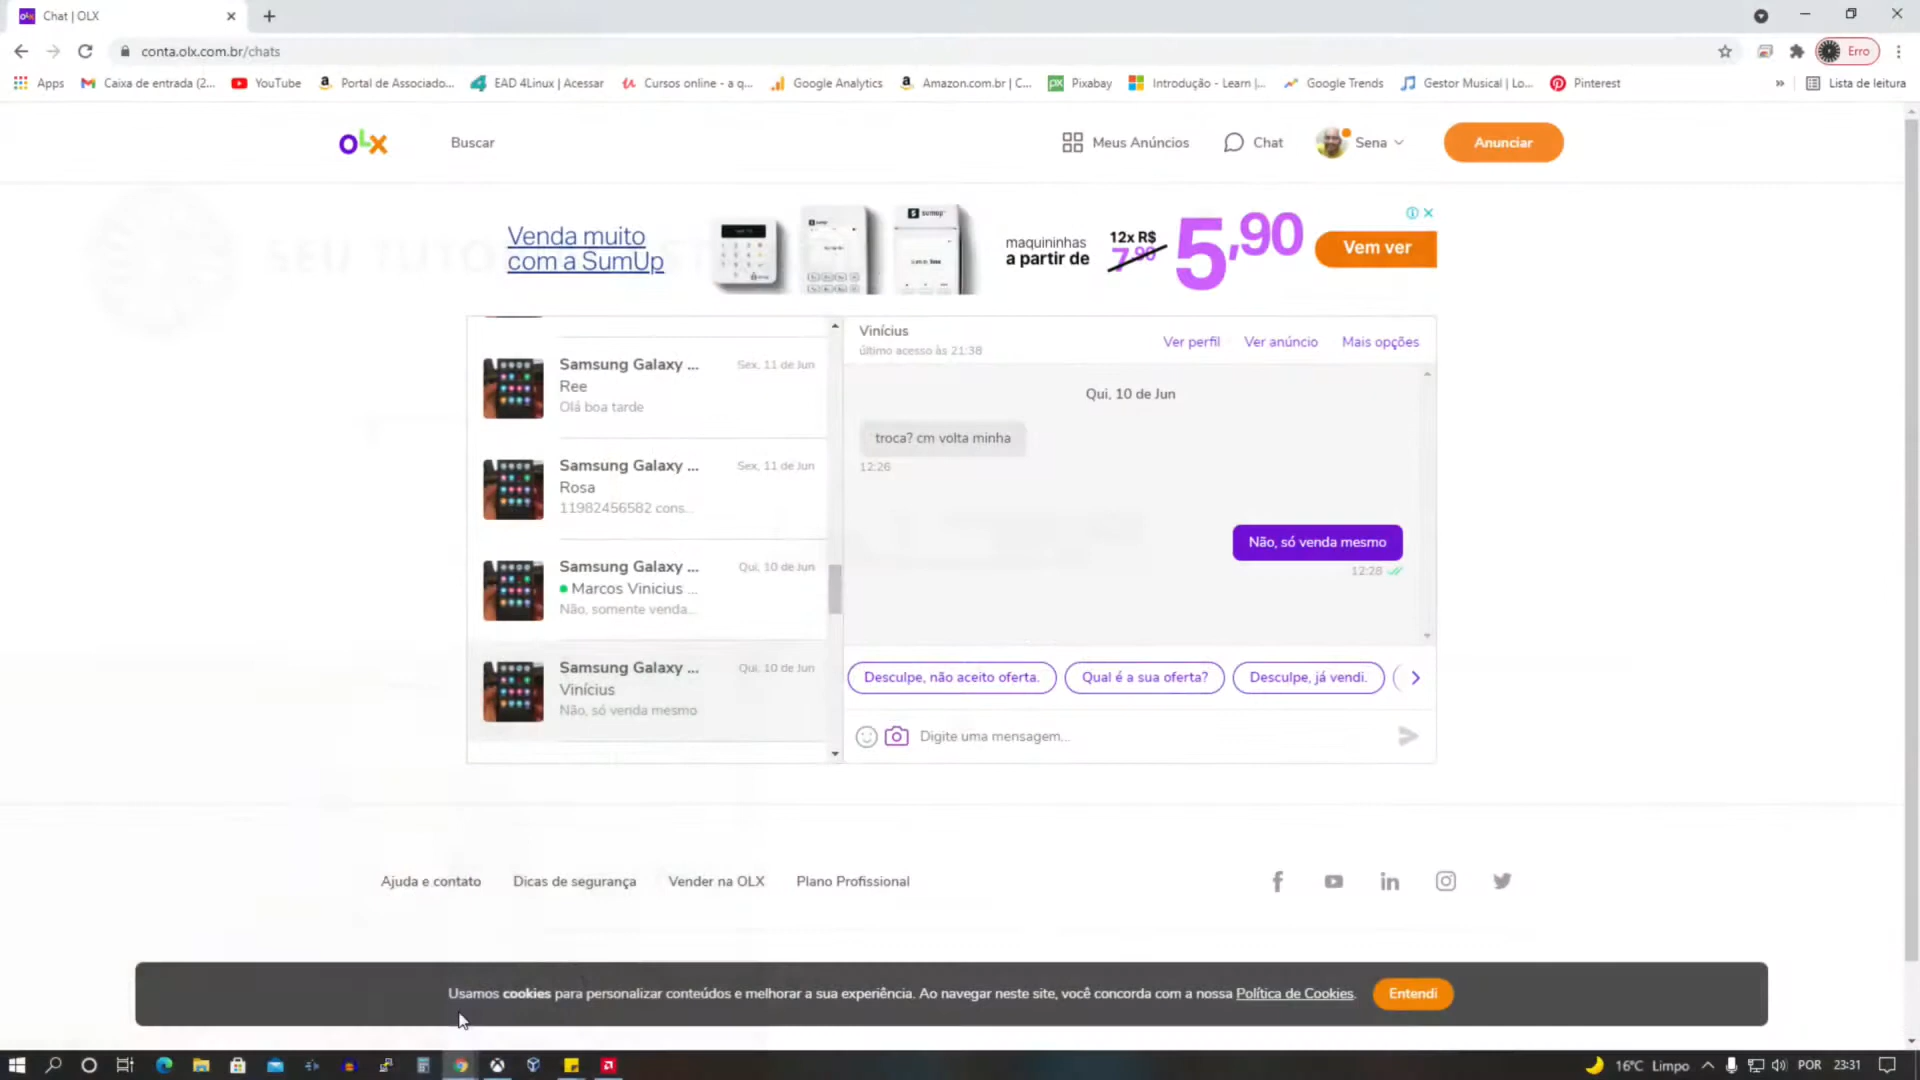 Chat | OLX
conta.olx.com.br/chats
Erro
Apps
Caixa de entrada (2...
YouTube
Portal de Associado...
EAD 4Linux | Acessar
Cursos online - a q...
Google Analytics
Amazon.com.br | C...
Pixabay
Introdução - Learn |...
Google Trends
Gestor Musical | Lo...
Pinterest
»
Lista de leitura
OLX
Buscar
Meus Anúncios
Chat
Sena
Anunciar
SEU TUTO
Venda muito
com a SumUp
sumup
maquininhas
a partir de
12x R$
7,90
5,90
Vem ver
Samsung Galaxy ...
Sex, 11 de Jun
Ree
Olá boa tarde
Samsung Galaxy ...
Sex, 11 de Jun
Rosa
11982456582 cons...
Samsung Galaxy ...
Qui, 10 de Jun
Marcos Vinicius ...
Não, somente venda...
Samsung Galaxy ...
Qui, 10 de Jun
Vinícius
Não, só venda mesmo
Vinícius
último acesso às 21:38
Ver perfil
Ver anúncio
Mais opções
Qui, 10 de Jun
troca? cm volta minha
12:26
Não, só venda mesmo
12:28
Desculpe, não aceito oferta.
Qual é a sua oferta?
Desculpe, já vendi.
Digite uma mensagem...
Ajuda e contato
Dicas de segurança
Vender na OLX
Plano Profissional
Usamos cookies para personalizar conteúdos e melhorar a sua experiência. Ao navegar neste site, você concorda com a nossa Política de Cookies.
Entendi
16ºC Limpo
POR
23:31